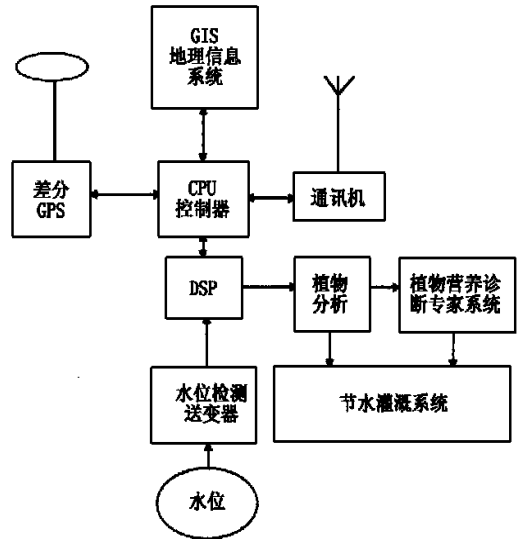 GIS
地理信息
系统
差分
GPS
CPU
控制器
通讯机
DSP
植物
分析
植物营养诊
断专家系统
水位检测
送变器
节水灌溉系统
水位